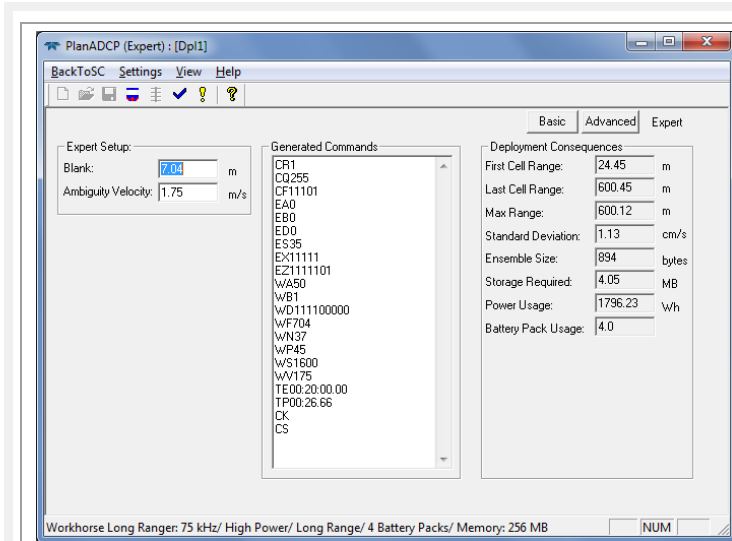 PlanADCP (Expert) : [Dpl1]
BackToSC Settings View Help
Basic Advanced Expert
Expert Setup:
Blank: 7.04 m
Ambiguity Velocity: 1.75 m/s
Generated Commands
CR1
CQ255
CF11101
EA0
EB0
ED0
ES35
EX11111
EZ1111101
WA50
WB1
WD111100000
WF704
WN37
WP45
WS1600
WV175
TE00:20:00.00
TP00:26.66
CK
CS
Deployment Consequences
First Cell Range: 24.45 m
Last Cell Range: 600.45 m
Max Range: 600.12 m
Standard Deviation: 1.13 cm/s
Ensemble Size: 894 bytes
Storage Required: 4.05 MB
Power Usage: 1796.23 Wh
Battery Pack Usage: 4.0
Workhorse Long Ranger: 75 kHz/ High Power/ Long Range/ 4 Battery Packs/ Memory: 256 MB NUM